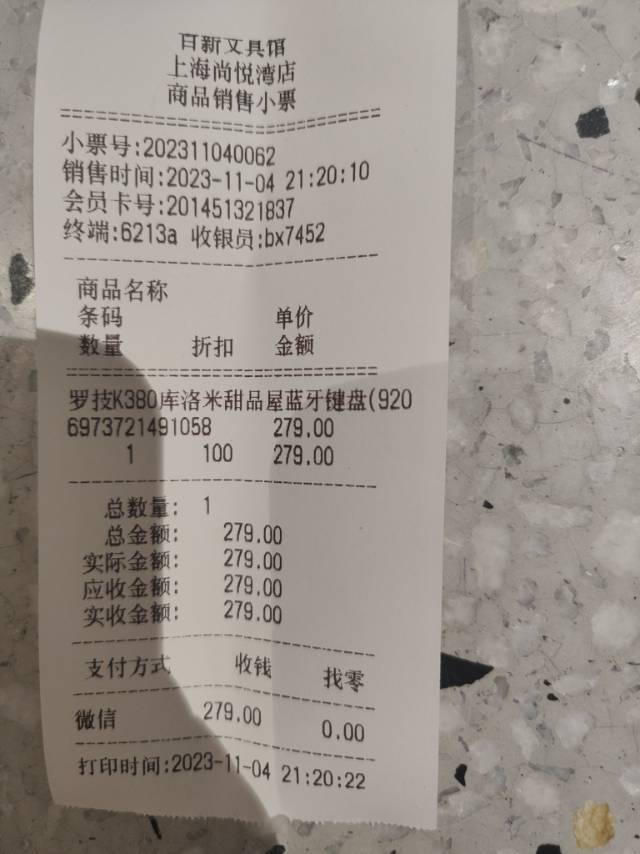 百新文具馆
上海尚悦湾店
商品销售小票
小票号:202311040062
销售时间:2023-11-04 21:20:10
会员卡号:201451321837
终端:6213a 收银员:bx7452
商品名称
条码 单价
数量 折扣 金额
罗技K380库洛米甜品屋蓝牙键盘(920
6973721491058 279.00
1 100 279.00
总数量: 1
总金额: 279.00
实际金额: 279.00
应收金额: 279.00
实收金额: 279.00
支付方式 收钱 找零
微信 279.00 0.00
打印时间:2023-11-04 21:20:22